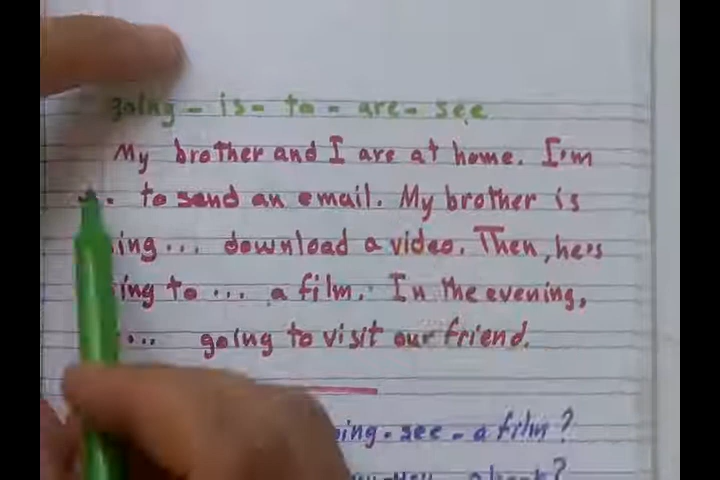 going - is - to - are - see
My brother and I are at home. I'm
... to send an email. My brother is
ing ... download a video. Then, he's
ing to ... a film. In the evening,
... going to visit our friend.
oing - see - a film?